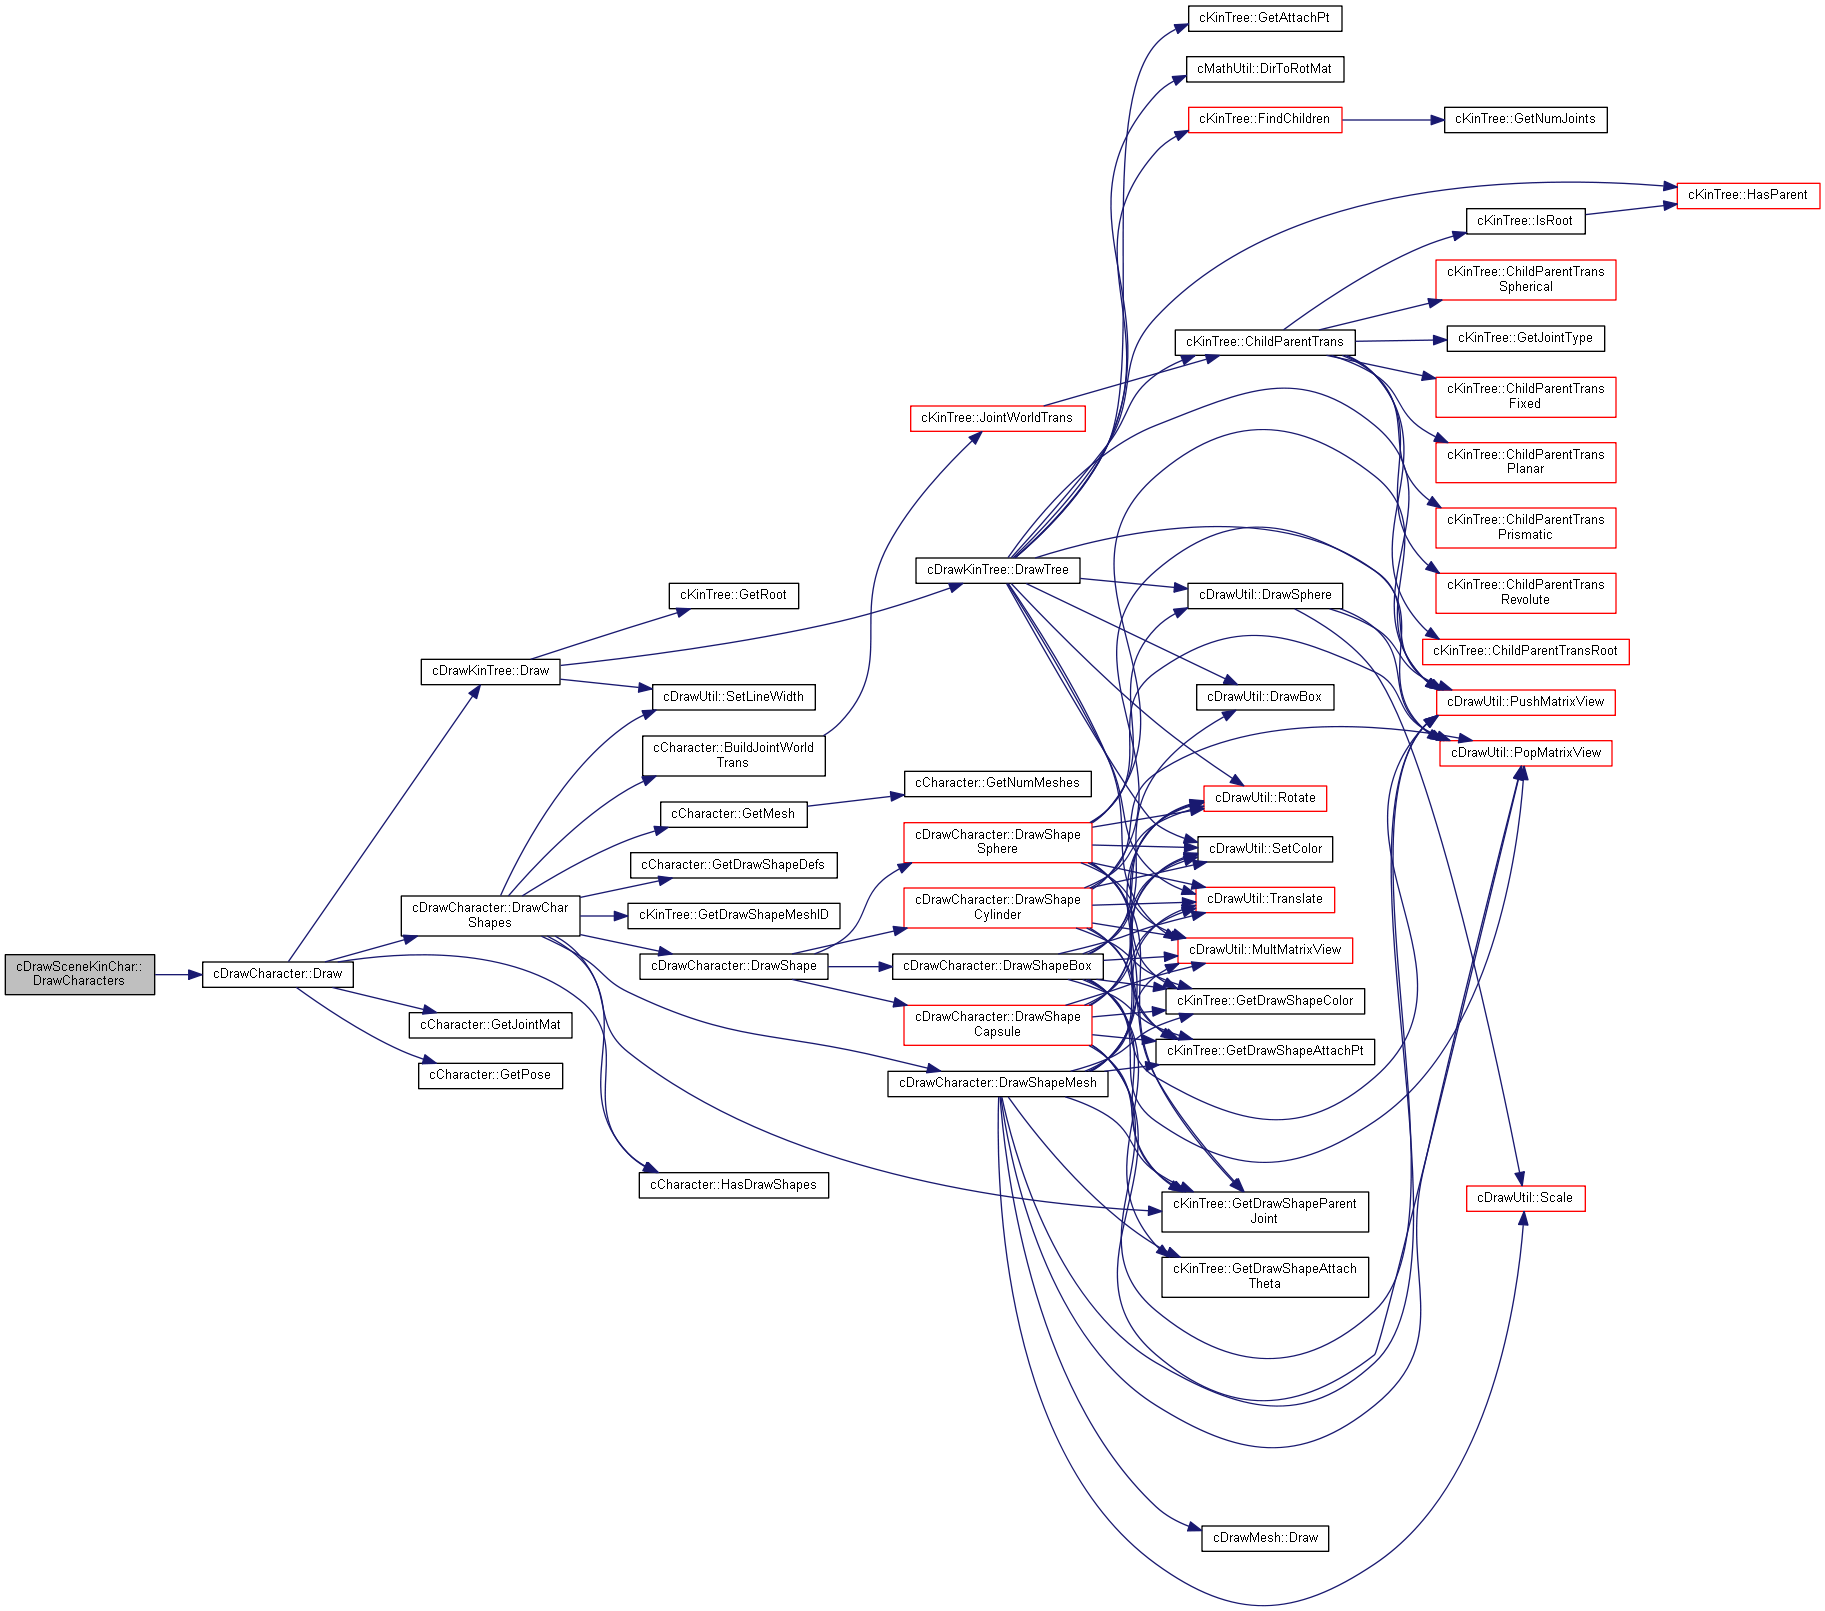 cKinTree::GetAttachPt
cMathUtil::DirToRotMat
cKinTree::FindChildren
cKinTree::GetNumJoints
cKinTree::HasParent
cKinTree::IsRoot
cKinTree::ChildParentTrans
Spherical
cKinTree::ChildParentTrans
cKinTree::GetJointType
cKinTree::ChildParentTrans
Fixed
cKinTree::JointWorldTrans
cKinTree::ChildParentTrans
Planar
cKinTree::ChildParentTrans
Prismatic
cDrawKinTree::DrawTree
cKinTree::ChildParentTrans
Revolute
cKinTree::GetRoot
cDrawUtil::DrawSphere
cKinTree::ChildParentTransRoot
cDrawKinTree::Draw
cDrawUtil::SetLineWidth
cDrawUtil::DrawBox
cDrawUtil::PushMatrixView
cCharacter::BuildJointWorld
Trans
cDrawUtil::PopMatrixView
cCharacter::GetNumMeshes
cDrawUtil::Rotate
cCharacter::GetMesh
cDrawCharacter::DrawShape
Sphere
cDrawUtil::SetColor
cCharacter::GetDrawShapeDefs
cDrawCharacter::DrawChar
Shapes
cKinTree::GetDrawShapeMeshID
cDrawCharacter::DrawShape
Cylinder
cDrawUtil::Translate
cDrawUtil::MultMatrixView
cDrawSceneKinChar::
DrawCharacters
cDrawCharacter::Draw
cDrawCharacter::DrawShape
cDrawCharacter::DrawShapeBox
cKinTree::GetDrawShapeColor
cCharacter::GetJointMat
cDrawCharacter::DrawShape
Capsule
cKinTree::GetDrawShapeAttachPt
cCharacter::GetPose
cDrawCharacter::DrawShapeMesh
cCharacter::HasDrawShapes
cKinTree::GetDrawShapeParent
Joint
cDrawUtil::Scale
cKinTree::GetDrawShapeAttach
Theta
cDrawMesh::Draw